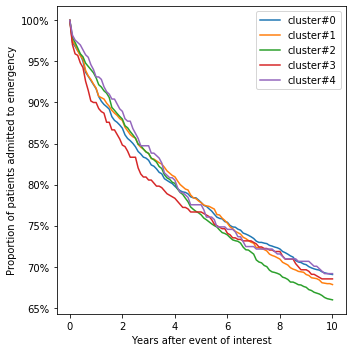 100%
95%
90%
85%
80%
75%
70%
65%
Proportion of patients admitted to emergency
cluster#0
cluster#1
cluster#2
cluster#3
cluster#4
0 2 4 6 8 10
Years after event of interest